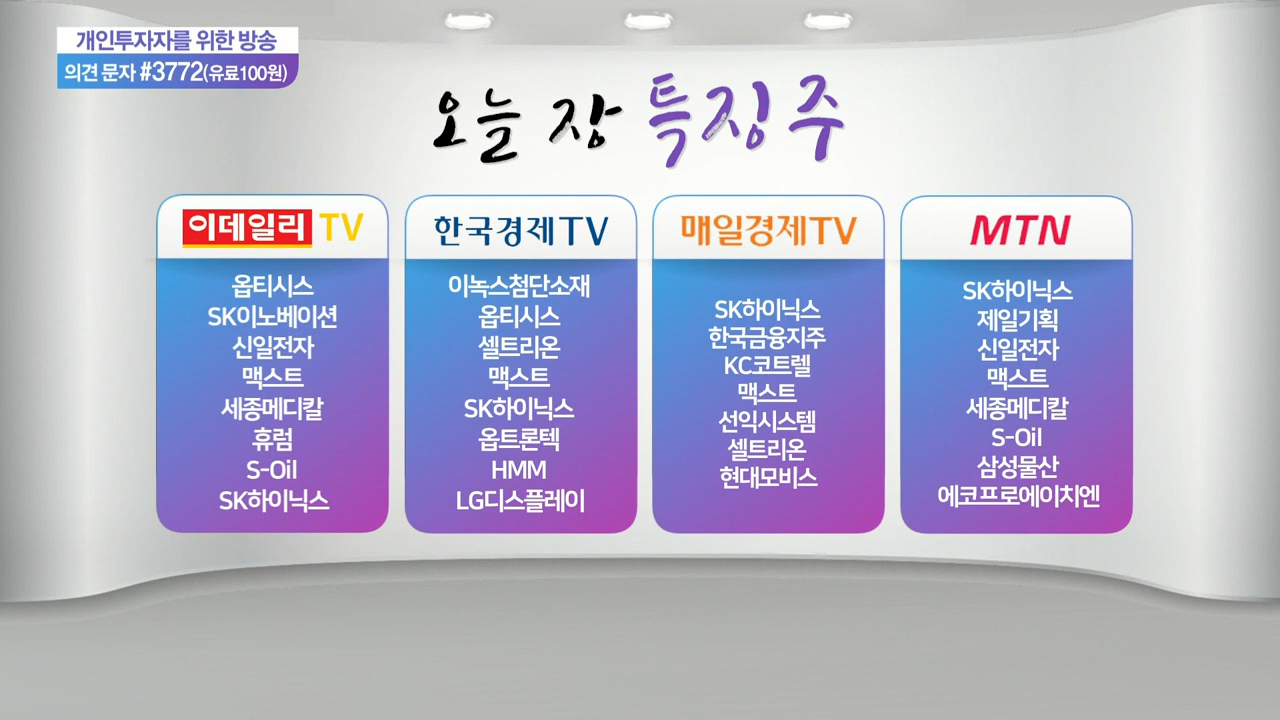 개인투자자를 위한 방송
의견 문자 #3772(유료100원)
오늘 장 특징주
이데일리 TV
옵티시스
SK이노베이션
신일전자
맥스트
세종메디칼
휴럼
S-Oil
SK하이닉스
한국경제TV
이녹스첨단소재
옵티시스
셀트리온
맥스트
SK하이닉스
옵트론텍
HMM
LG디스플레이
매일경제TV
SK하이닉스
한국금융지주
KC코트렐
맥스트
선익시스템
셀트리온
현대모비스
MTN
SK하이닉스
제일기획
신일전자
맥스트
세종메디칼
S-Oil
삼성물산
에코프로에이치엔